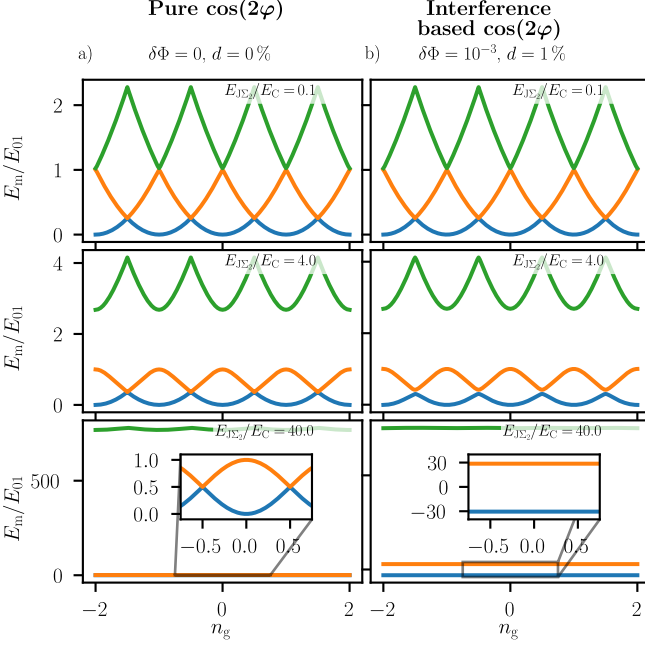 Pure cos(2φ)
Interference
based cos(2φ)
a)
δΦ = 0, d = 0 %
b)
δΦ = 10⁻³, d = 1 %
E_JΣ₂/E_C = 0.1
E_JΣ₂/E_C = 0.1
2
1
0
E_m/E_01
E_JΣ₂/E_C = 4.0
E_JΣ₂/E_C = 4.0
4
2
0
E_m/E_01
E_JΣ₂/E_C = 40.0
E_JΣ₂/E_C = 40.0
500
0
E_m/E_01
1.0
0.5
0.0
−0.5 0.0 0.5
30
0
−30
−0.5 0.0 0.5
−2 0 2
−2 0 2
n_g
n_g